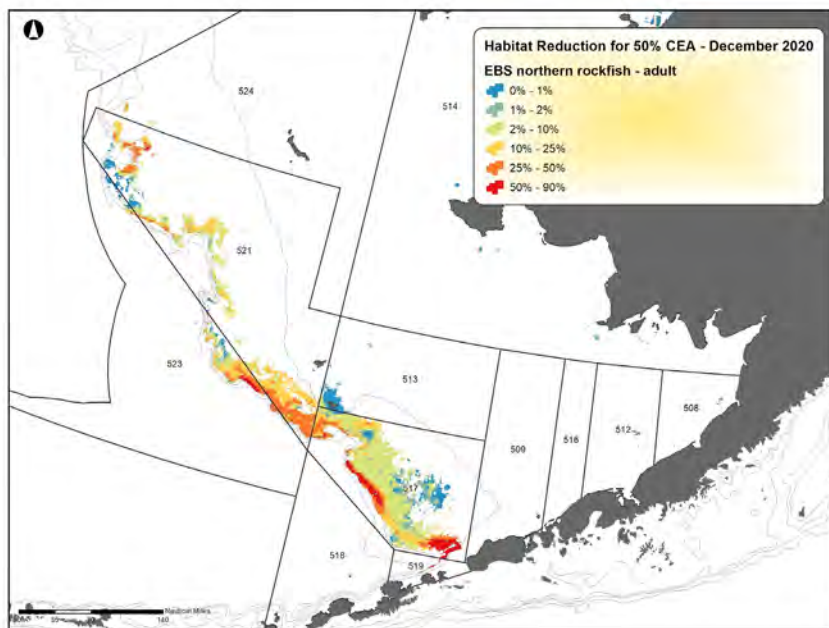 Habitat Reduction for 50% CEA - December 2020
EBS northern rockfish - adult
0% - 1%
1% - 2%
2% - 10%
10% - 25%
25% - 50%
50% - 90%
524
514
521
523
513
509
516
512
508
517
518
519
Nautical Miles
140